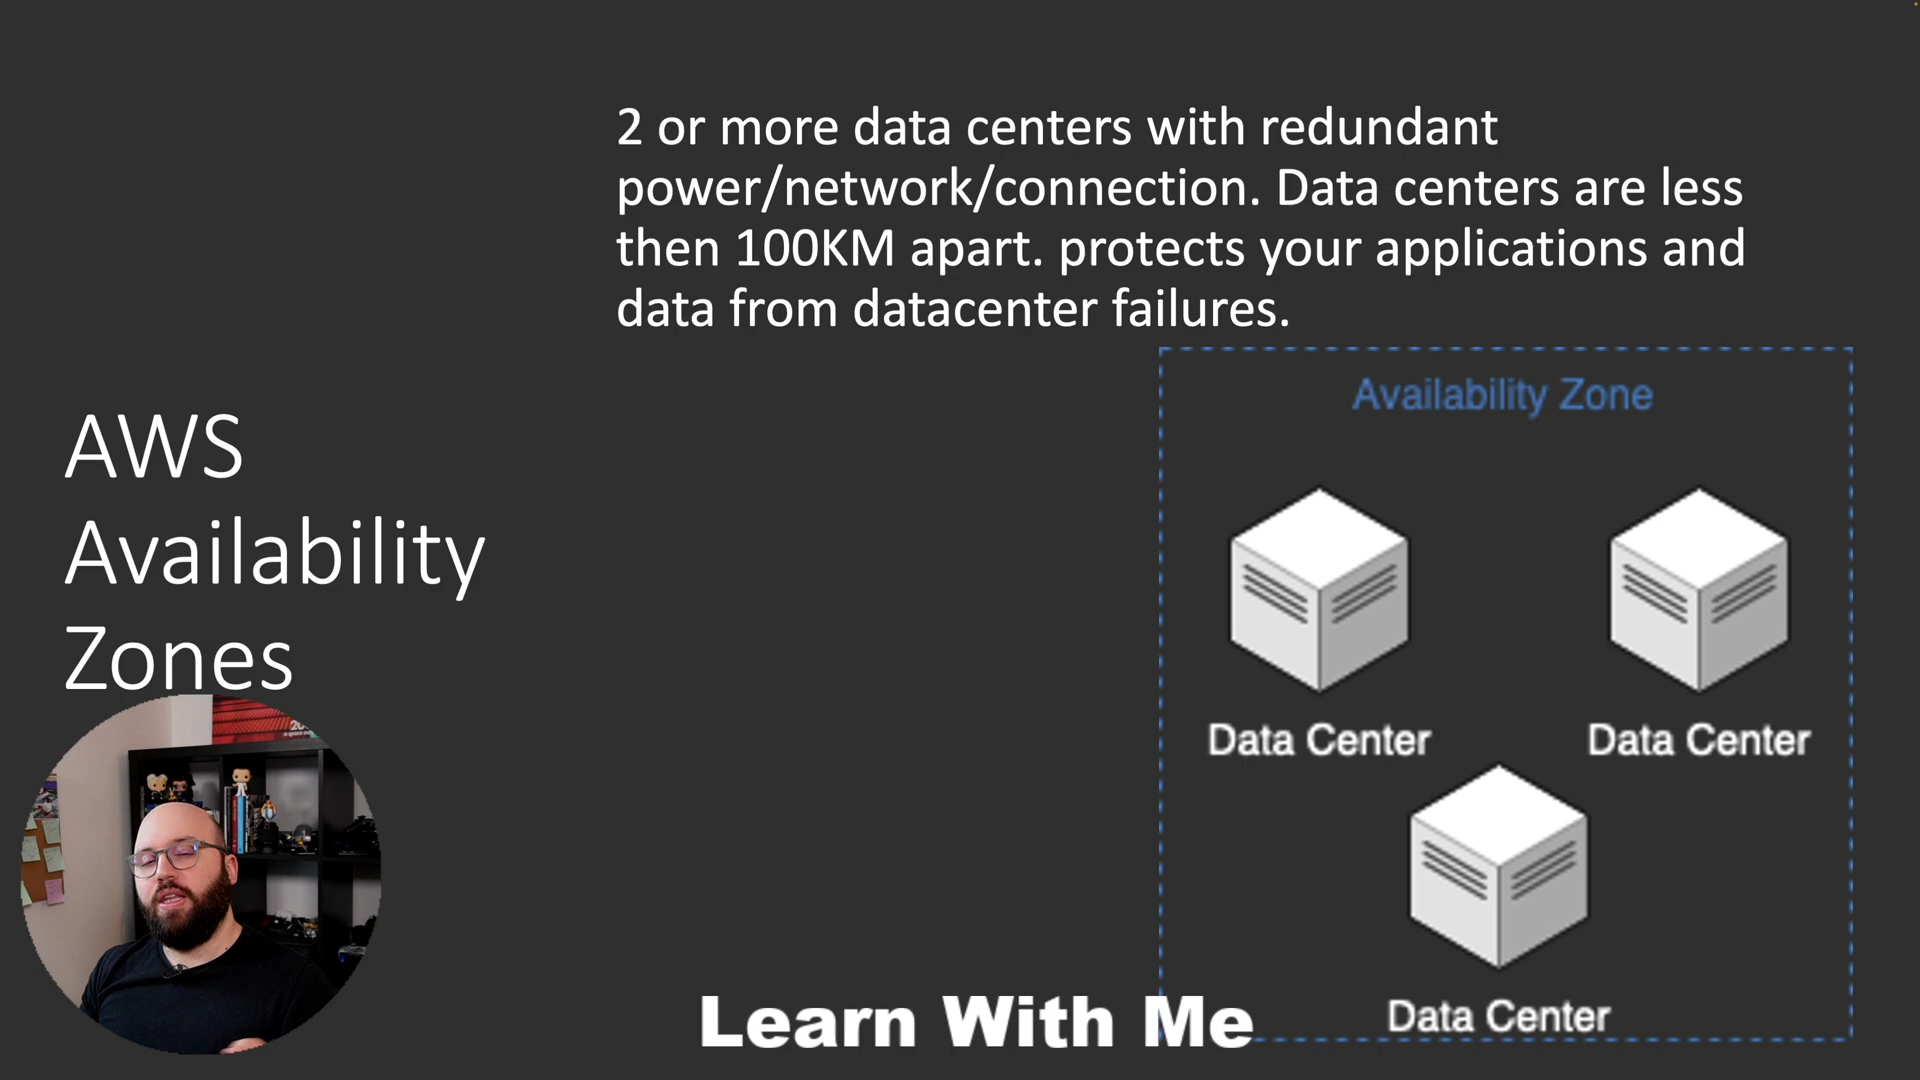 2 or more data centers with redundant
power/network/connection. Data centers are less
then 100KM apart. protects your applications and
data from datacenter failures.
AWS
Availability
Zones
Availability Zone
Data Center
Data Center
Data Center
Learn With Me